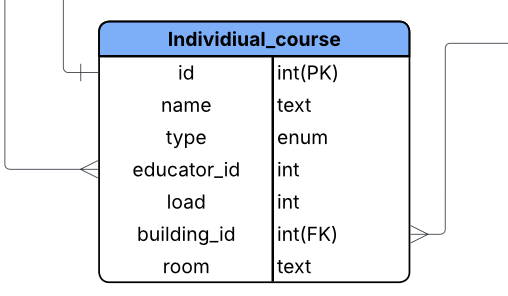 Individiual_course
id int(PK)
name text
type enum
educator_id int
load int
building_id int(FK)
room text